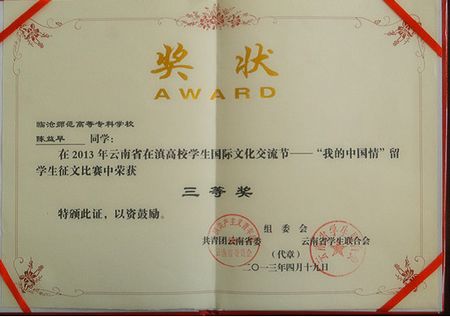 奖状
AWARD
临沧师范高等专科学校
陈益早 同学:
在2013年云南省在滇高校学生国际文化交流节——“我的中国情”留
学生征文比赛中荣获
三等奖
特颁此证，以资鼓励。
组委会
共青团云南省委 云南省学生联合会
（代章）
二〇一三年四月十九日